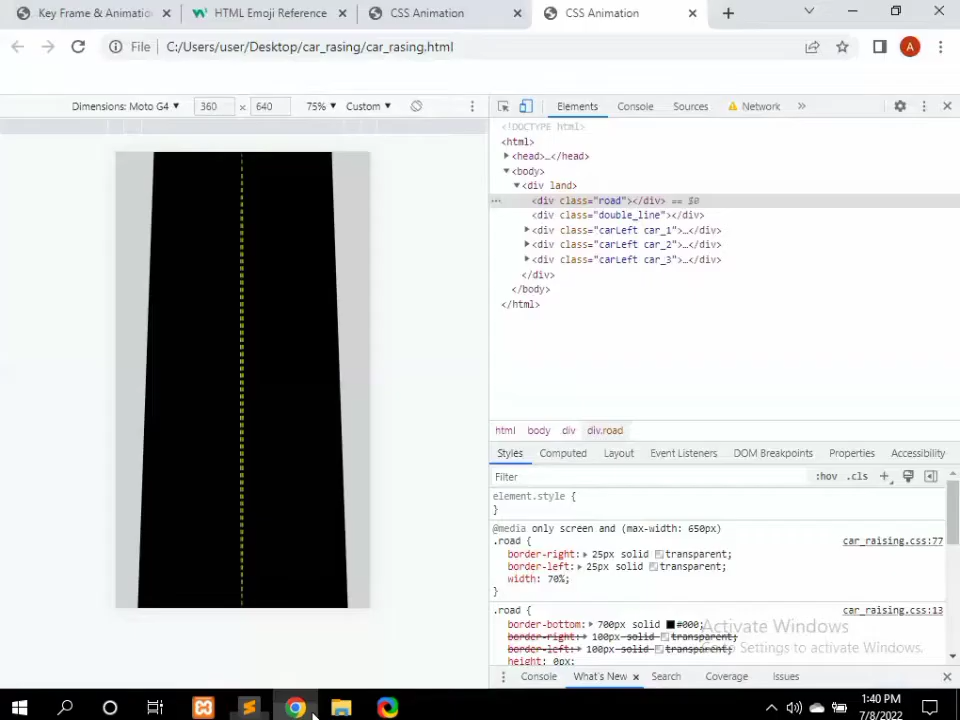 Key Frame & Animatio
HTML Emoji Reference
CSS Animation
CSS Animation
File
C:/Users/user/Desktop/car_rasing/car_rasing.html
A
Dimensions: Moto G4 ▼ 360 × 640 75% ▼ Custom ▼
Elements Console Sources Network »
<!DOCTYPE html>
<html>
<head>…</head>
<body>
<div land>
<div class="road"></div> == $0
<div class="double_line"></div>
<div class="carLeft car_1">…</div>
<div class="carLeft car_2">…</div>
<div class="carLeft car_3">…</div>
</div>
</body>
</html>
html body div div.road
Styles Computed Layout Event Listeners DOM Breakpoints Properties Accessibility
Filter :hov .cls
element.style {
}
@media only screen and (max-width: 650px)
.road { car_raising.css:77
border-right: 25px solid transparent;
border-left: 25px solid transparent;
width: 70%;
}
.road { car_raising.css:13
border-bottom: 700px solid #000;
border-right: 100px solid transparent;
border-left: 100px solid transparent;
height: 0px;
Activate Windows
Go to Settings to activate Windows.
Console What's New Search Coverage Issues
1:40 PM
7/8/2022